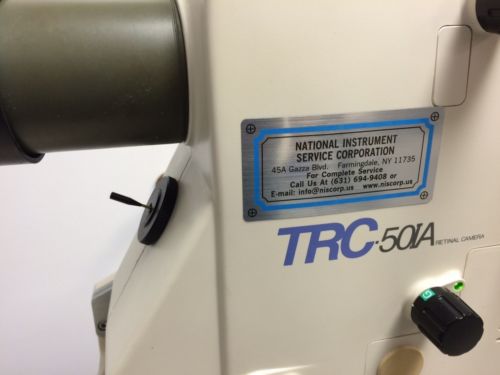 NATIONAL INSTRUMENT
SERVICE CORPORATION
45A Gazza Blvd. Farmingdale, NY 11735
For Complete Service
Call Us At (631) 694-9408 or
E-mail: info@niscorp.us www.niscorp.us
TRC-50IA RETINAL CAMERA